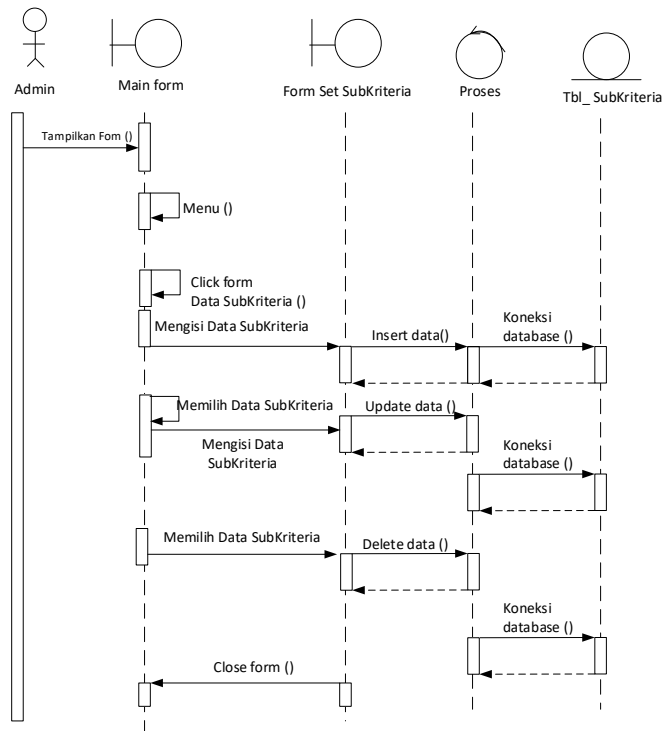 Admin
Main form
Form Set SubKriteria
Proses
Tbl_ SubKriteria
Tampilkan Fom ()
Menu ()
Click form
Data SubKriteria ()
Mengisi Data SubKriteria
Insert data()
Koneksi
database ()
Memilih Data SubKriteria
Update data ()
Mengisi Data
SubKriteria
Koneksi
database ()
Memilih Data SubKriteria
Delete data ()
Koneksi
database ()
Close form ()